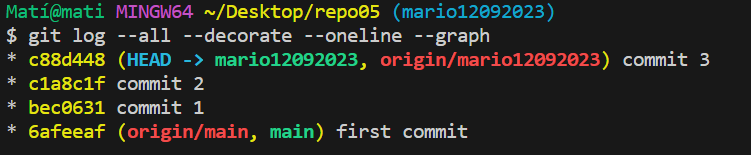 Matí@mati MINGW64 ~/Desktop/repo05 (mario12092023)
$ git log --all --decorate --oneline --graph
* c88d448 (HEAD -> mario12092023, origin/mario12092023) commit 3
* c1a8c1f commit 2
* bec0631 commit 1
* 6afeeaf (origin/main, main) first commit